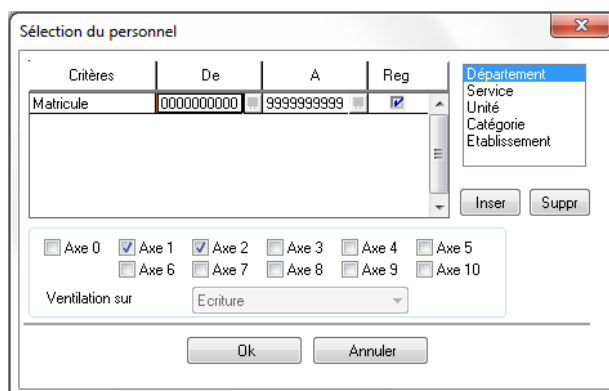 Sélection du personnel
Critères De A Reg
Matricule 0000000000 9999999999
Département
Service
Unité
Catégorie
Etablissement
Inser Suppr
Axe 0 Axe 1 Axe 2 Axe 3 Axe 4 Axe 5
Axe 6 Axe 7 Axe 8 Axe 9 Axe 10
Ventilation sur Ecriture
Ok Annuler